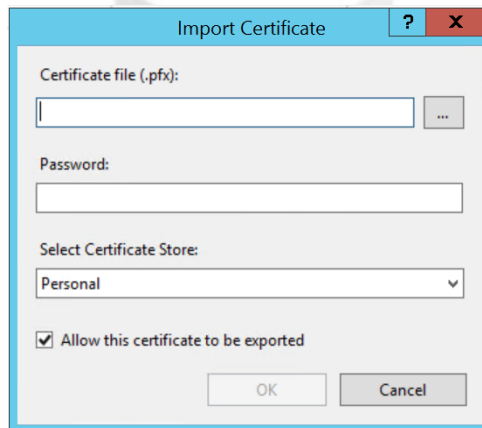 Import Certificate
? X
Certificate file (.pfx):
...
Password:
Select Certificate Store:
Personal
Allow this certificate to be exported
OK Cancel